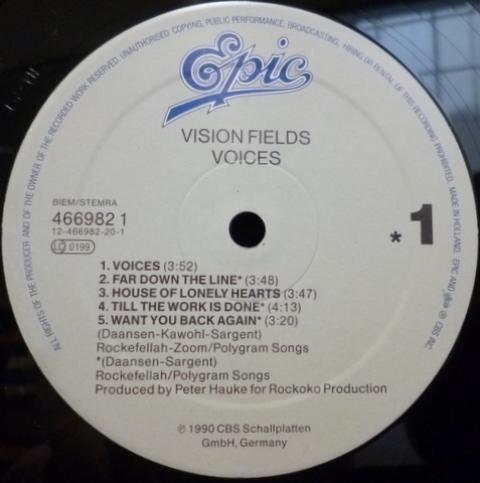 ALL RIGHTS OF THE PRODUCER AND OF THE OWNER OF THE RECORDED WORK RESERVED. UNAUTHORISED COPYING, PUBLIC PERFORMANCE, BROADCASTING, HIRING OR RENTAL OF THIS RECORDING PROHIBITED. MADE IN HOLLAND. EPIC AND ® CBS INC.
Epic
VISION FIELDS
VOICES
BIEM/STEMRA
466982 1
12-466982-20-1
LC 0199
* 1
1. VOICES (3:52)
2. FAR DOWN THE LINE* (3:48)
3. HOUSE OF LONELY HEARTS (3:47)
4. TILL THE WORK IS DONE* (4:13)
5. WANT YOU BACK AGAIN* (3:20)
(Daansen-Kawohl-Sargent)
Rockefellah-Zoom/Polygram Songs
*(Daansen-Sargent)
Rockefellah/Polygram Songs
Produced by Peter Hauke for Rockoko Production
℗ 1990 CBS Schallplatten
GmbH, Germany